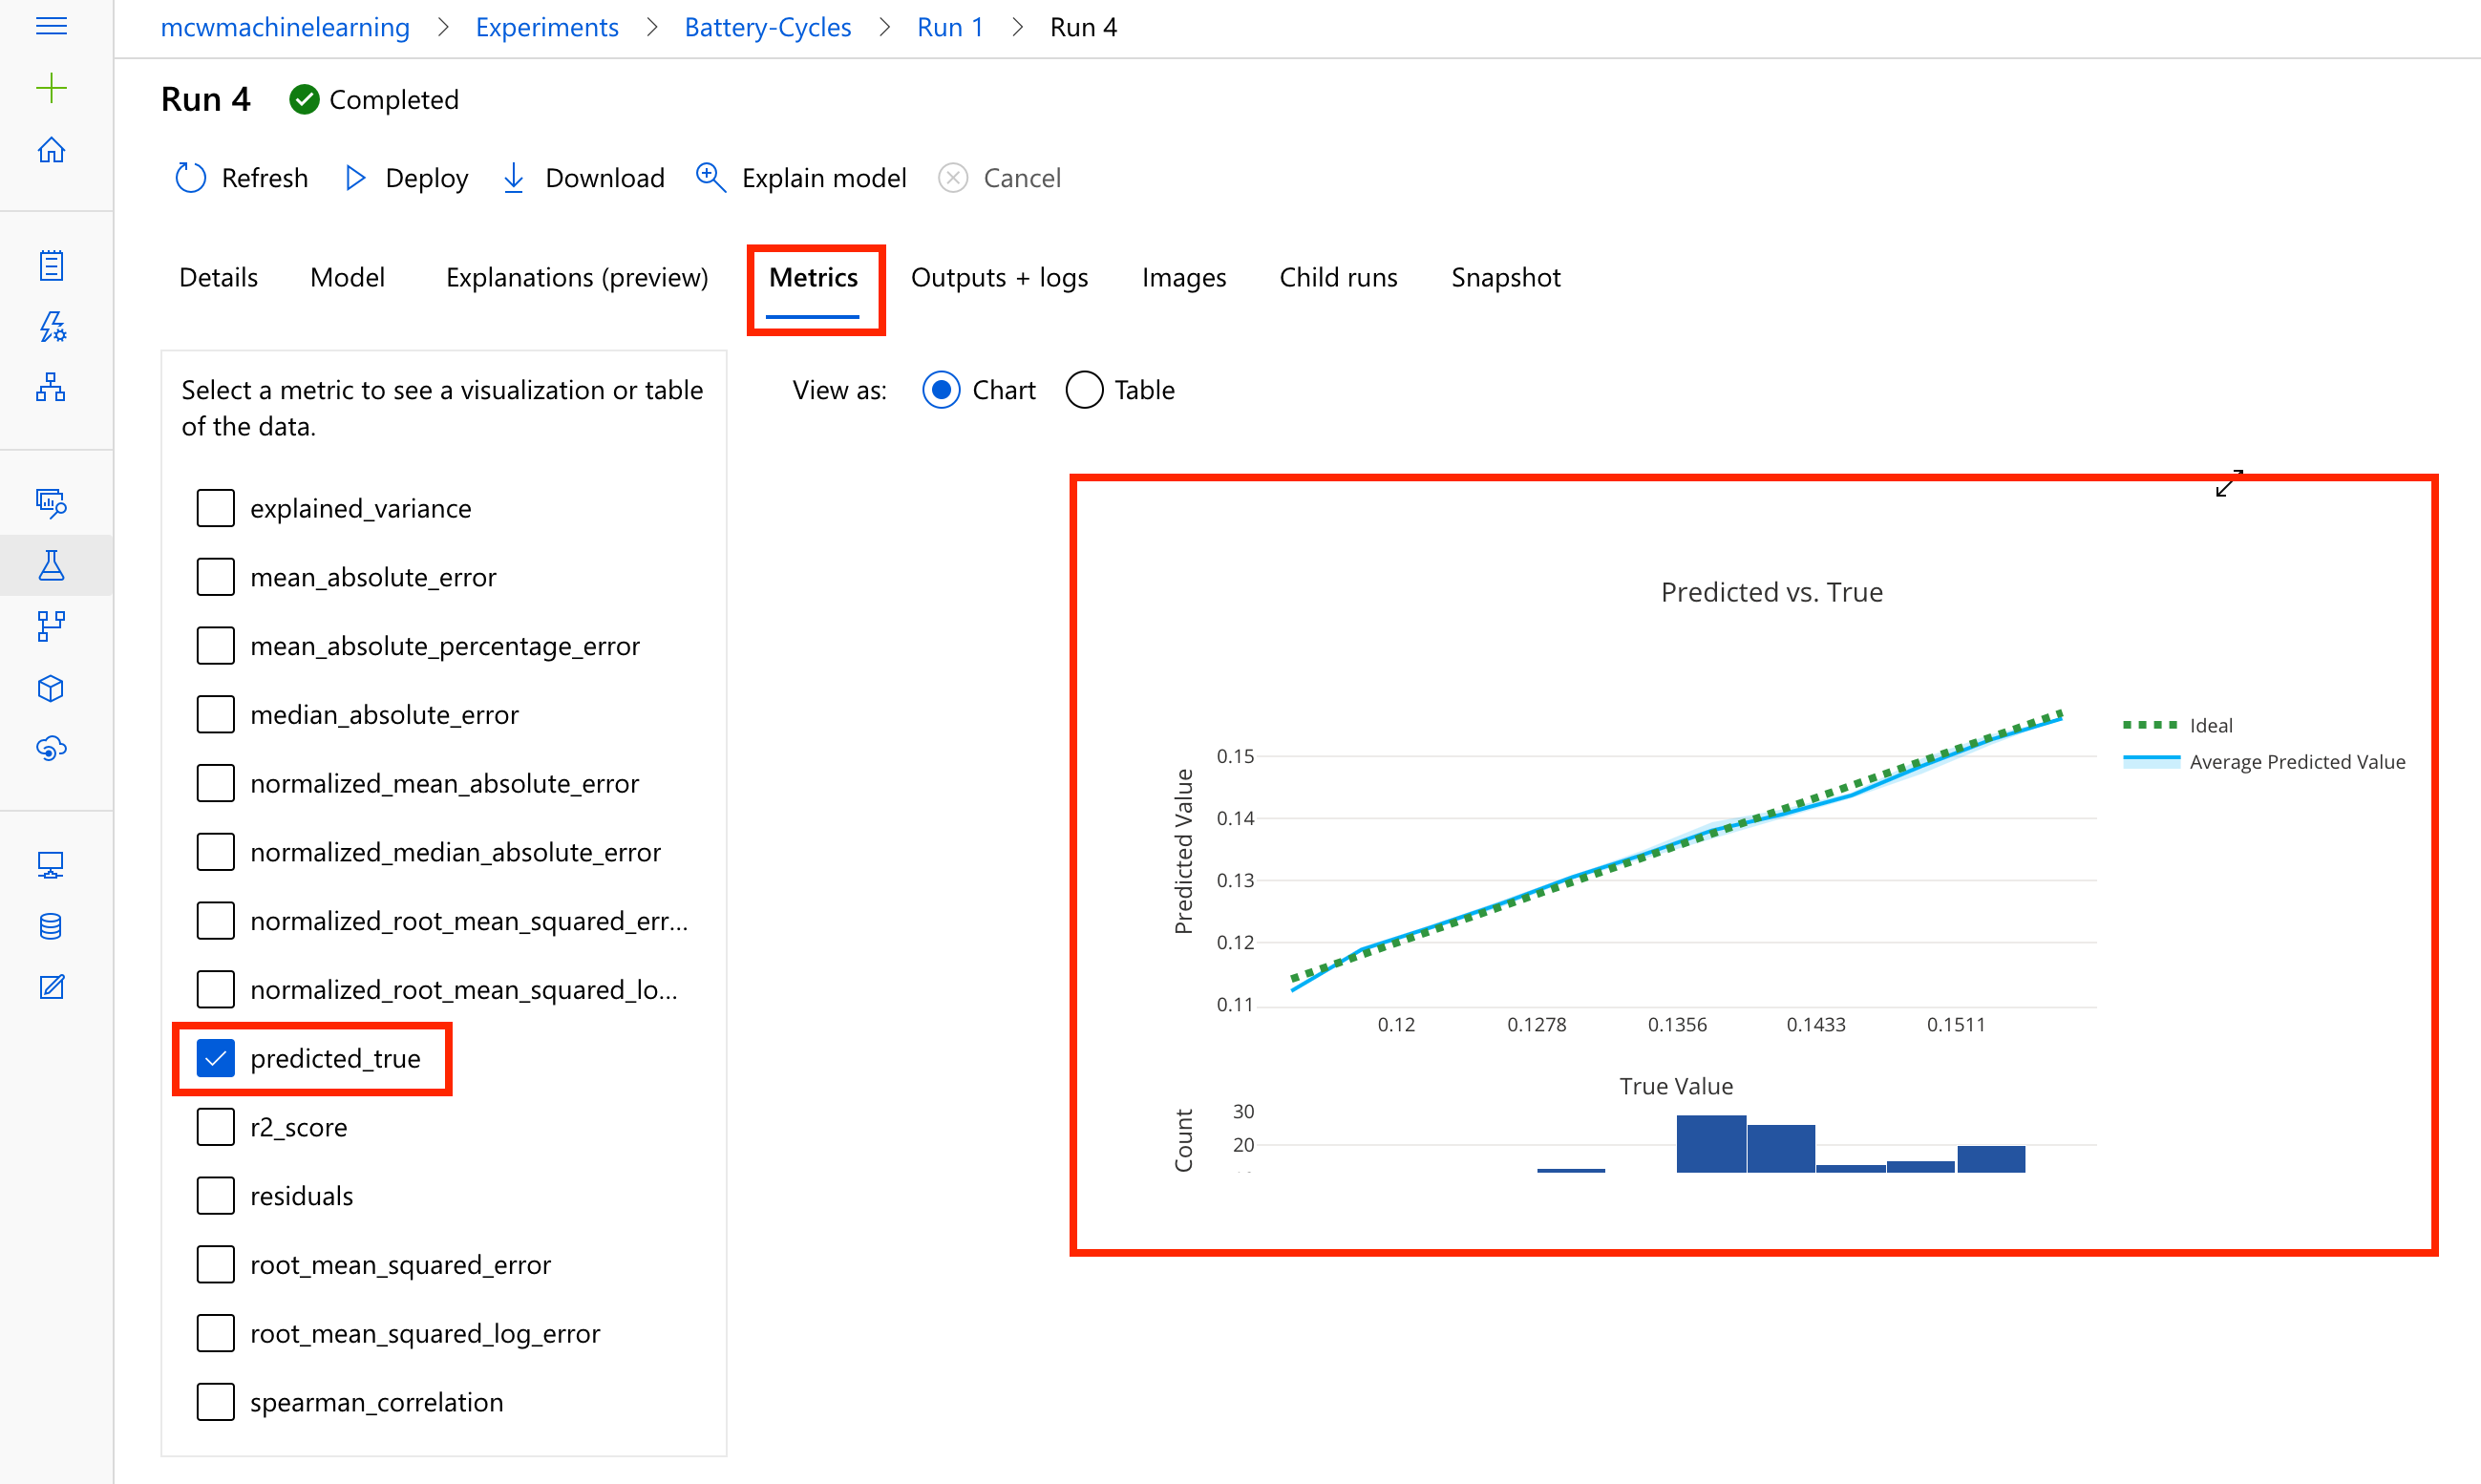 mcwmachinelearning > Experiments > Battery-Cycles > Run 1 > Run 4
Run 4 Completed
Refresh Deploy Download Explain model Cancel
Details Model Explanations (preview) Metrics Outputs + logs Images Child runs Snapshot
Select a metric to see a visualization or table
of the data.
explained_variance
mean_absolute_error
mean_absolute_percentage_error
median_absolute_error
normalized_mean_absolute_error
normalized_median_absolute_error
normalized_root_mean_squared_err...
normalized_root_mean_squared_lo...
predicted_true
r2_score
residuals
root_mean_squared_error
root_mean_squared_log_error
spearman_correlation
View as: Chart Table
Predicted vs. True
Ideal
Average Predicted Value
Predicted Value
0.15
0.14
0.13
0.12
0.11
0.12 0.1278 0.1356 0.1433 0.1511
True Value
Count
30
20